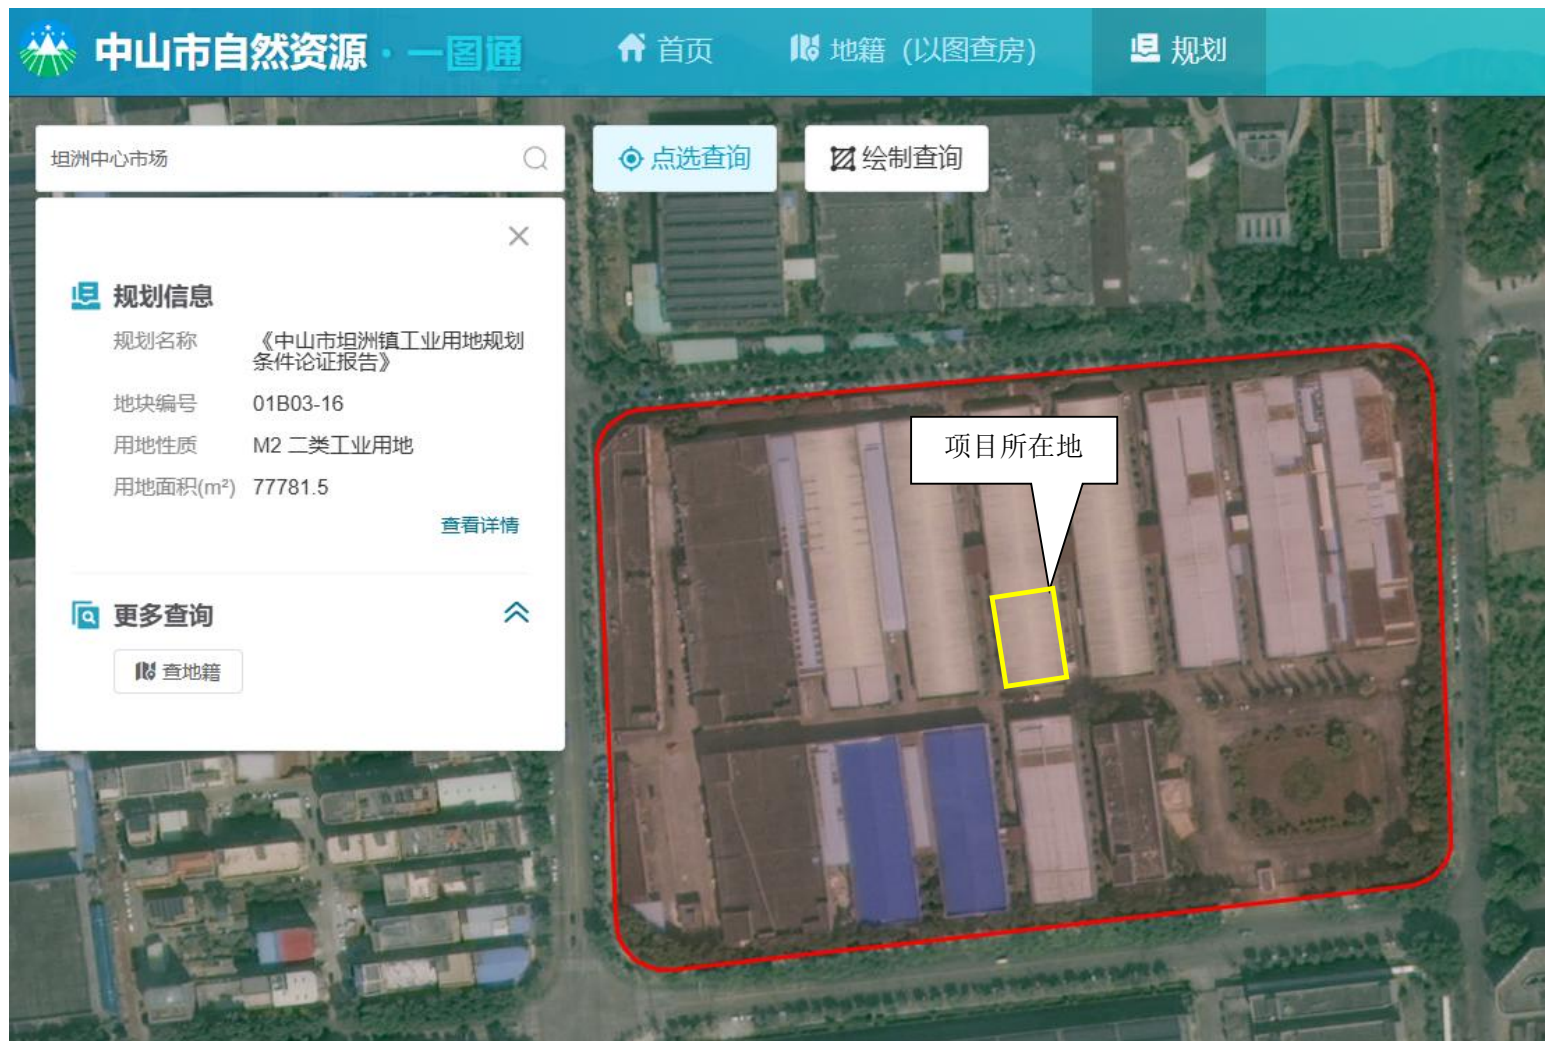 中山市自然资源·一图通
首页
地籍（以图查房）
规划
坦洲中心市场
点选查询
绘制查询
规划信息
规划名称 《中山市坦洲镇工业用地规划
条件论证报告》
地块编号 01B03-16
用地性质 M2 二类工业用地
用地面积(m²) 77781.5
查看详情
更多查询
查地籍
项目所在地